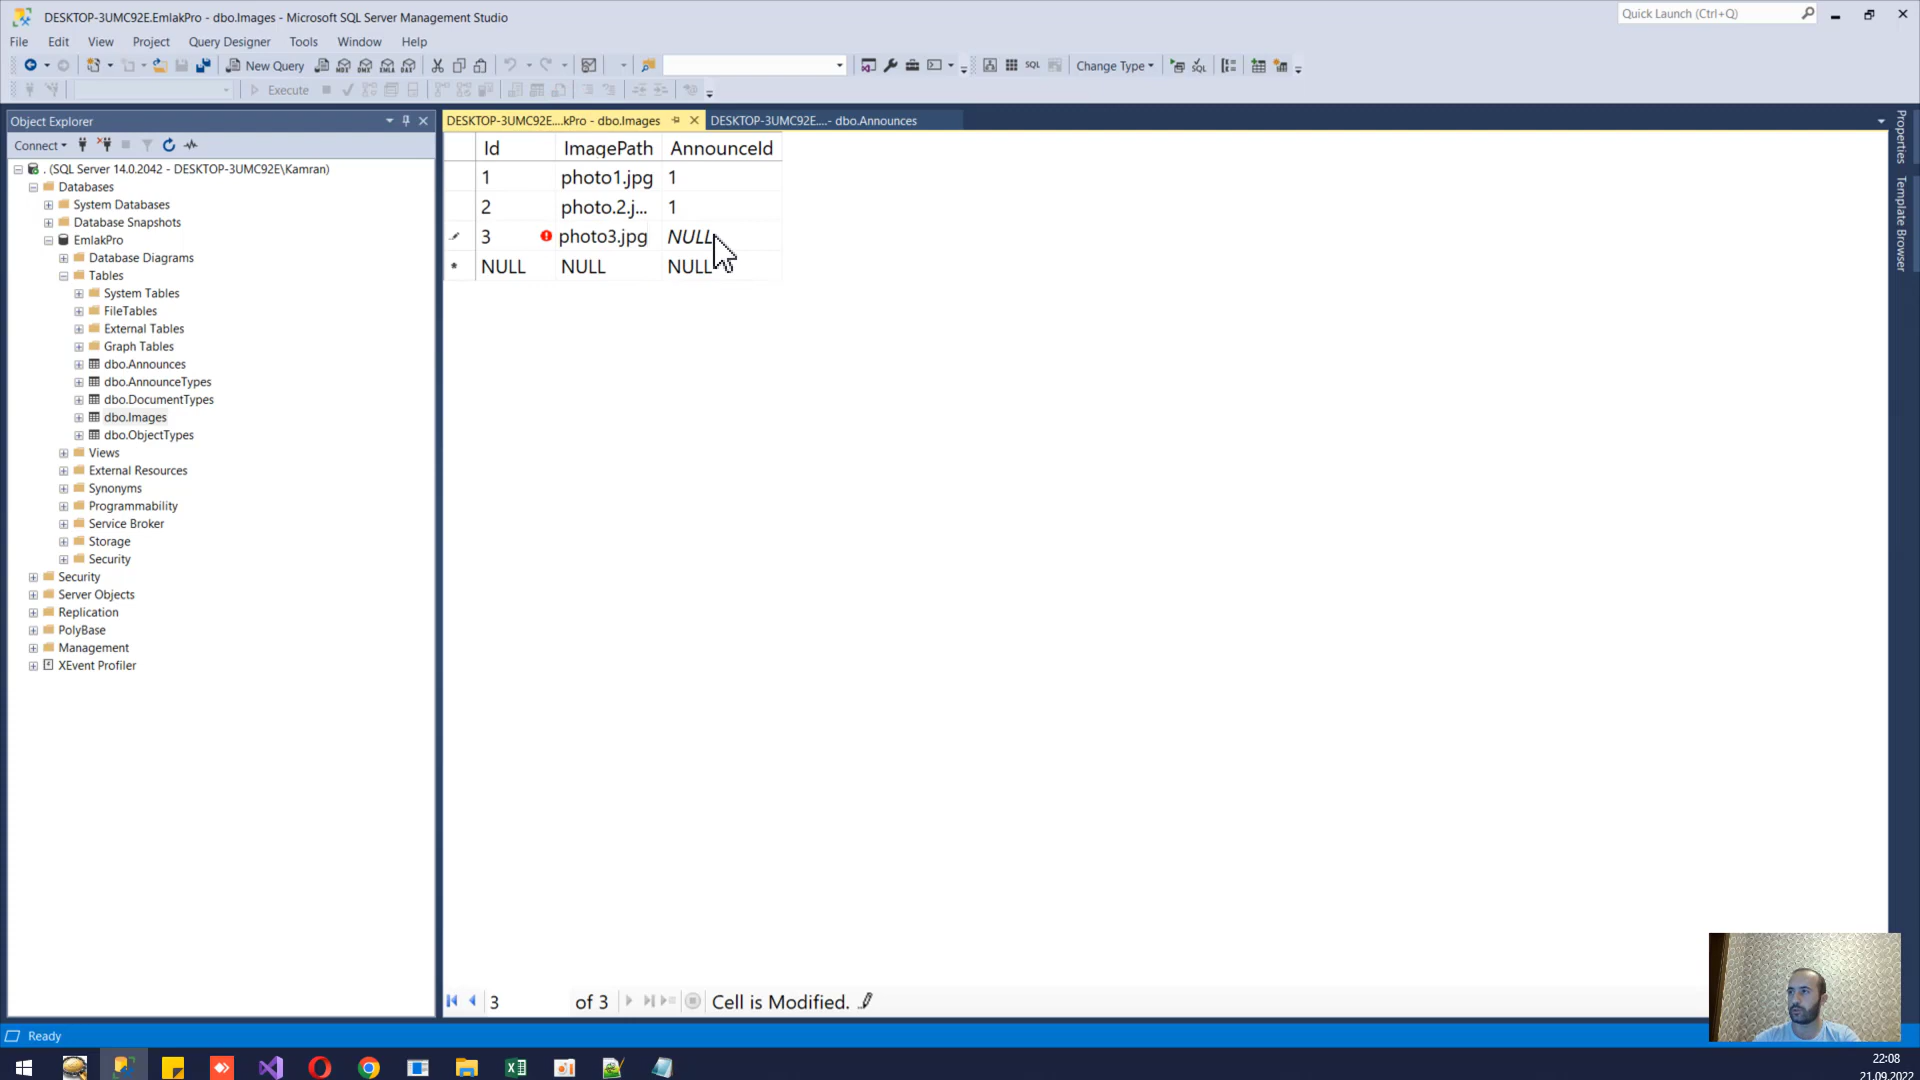 DESKTOP-3UMC92E.EmlakPro - dbo.Images - Microsoft SQL Server Management Studio
Quick Launch (Ctrl+Q)
File Edit View Project Query Designer Tools Window Help
New Query
Change Type
Execute
Object Explorer
DESKTOP-3UMC92E....kPro - dbo.Images
DESKTOP-3UMC92E....- dbo.Announces
Connect
Id ImagePath AnnounceId
1 photo1.jpg 1
2 photo.2.j... 1
3 photo3.jpg NULL
NULL NULL NULL
. (SQL Server 14.0.2042 - DESKTOP-3UMC92E\Kamran)
Databases
System Databases
Database Snapshots
EmlakPro
Database Diagrams
Tables
System Tables
FileTables
External Tables
Graph Tables
dbo.Announces
dbo.AnnounceTypes
dbo.DocumentTypes
dbo.Images
dbo.ObjectTypes
Views
External Resources
Synonyms
Programmability
Service Broker
Storage
Security
Security
Server Objects
Replication
PolyBase
Management
XEvent Profiler
Properties
Template Browser
3 of 3 Cell is Modified.
Ready
22:08
21.09.2022